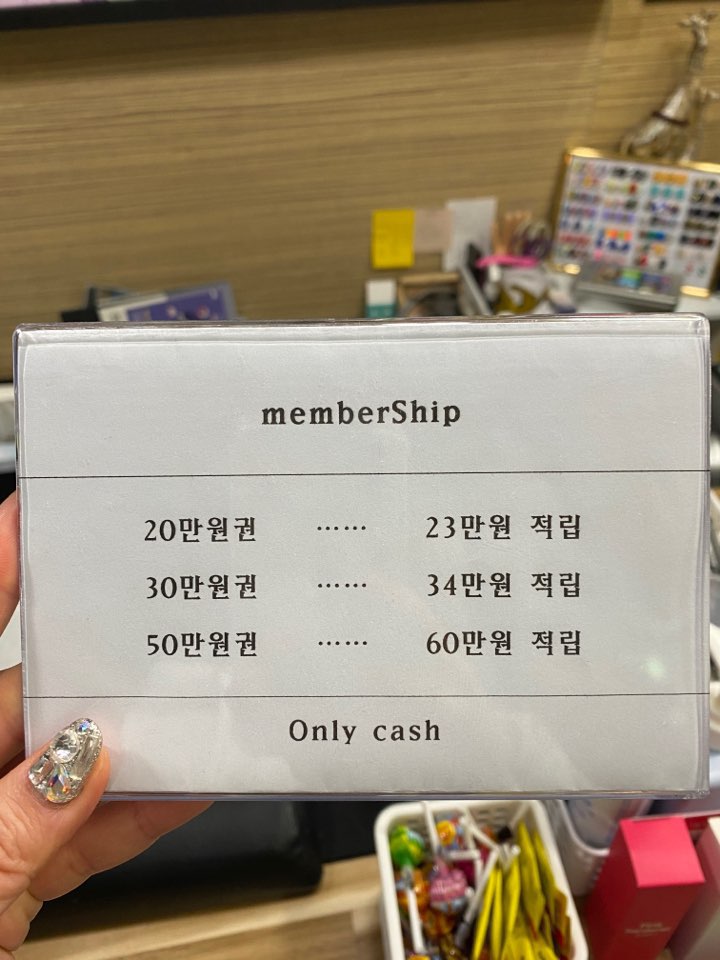 memberShip
20만원권 …… 23만원 적립
30만원권 …… 34만원 적립
50만원권 …… 60만원 적립
Only cash